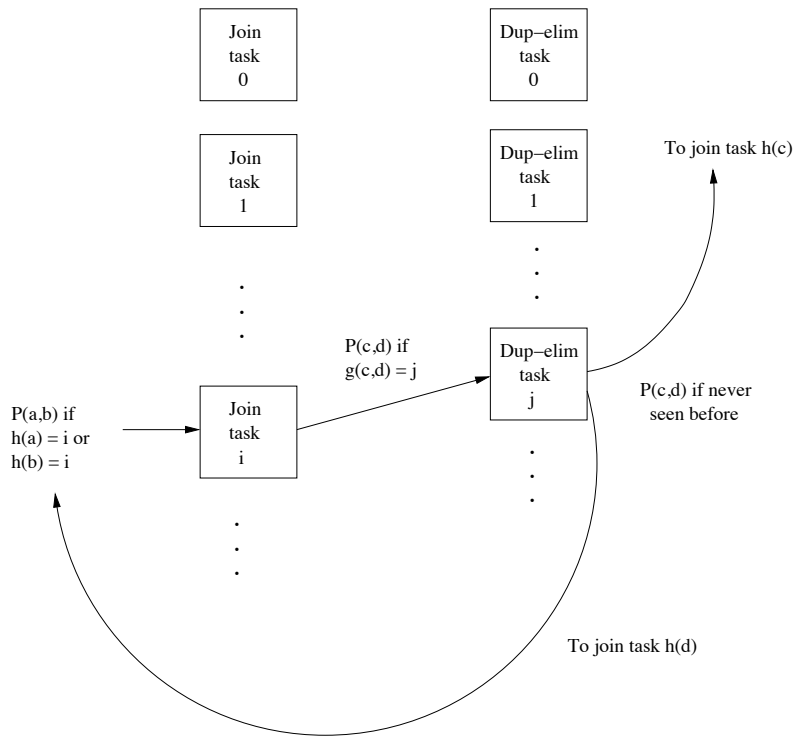 Join
task
0
Dup−elim
task
0
Join
task
1
Dup−elim
task
1
To join task h(c)
P(c,d) if
g(c,d) = j
Dup−elim
task
j
P(c,d) if never
seen before
P(a,b) if
h(a) = i or
h(b) = i
Join
task
i
To join task h(d)